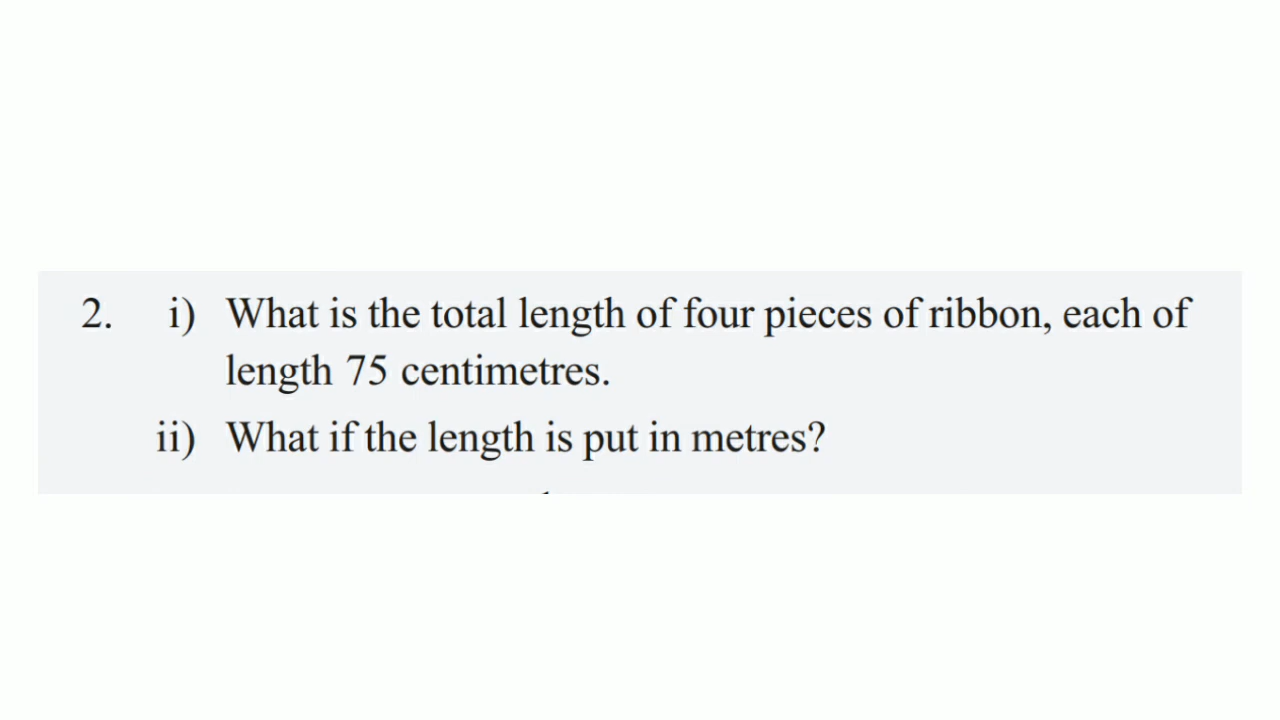 2. i) What is the total length of four pieces of ribbon, each of
length 75 centimetres.
ii) What if the length is put in metres?